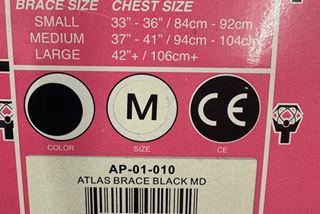 BRACE SIZE CHEST SIZE
SMALL 33" - 36" / 84cm - 92cm
MEDIUM 37" - 41" / 94cm - 104cm
LARGE 42"+ / 106cm+
M CE
COLOR SIZE CE
AP-01-010
ATLAS BRACE BLACK MD